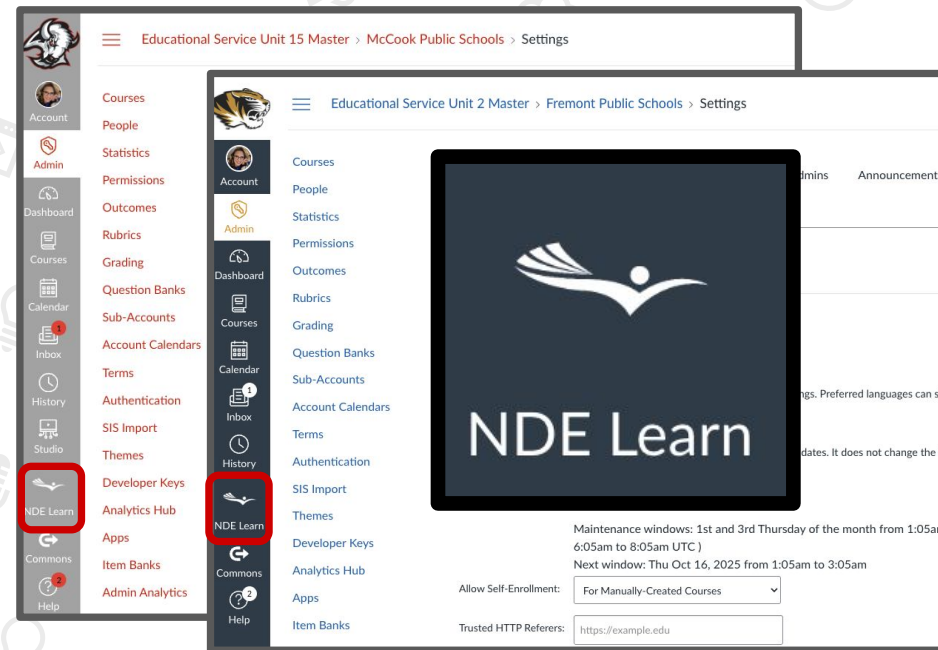 Educational Service Unit 15 Master > McCook Public Schools > Settings
Account
Admin
Dashboard
Courses
Calendar
1
Inbox
History
Studio
NDE Learn
Commons
2
Help
Courses
People
Statistics
Permissions
Outcomes
Rubrics
Grading
Question Banks
Sub-Accounts
Account Calendars
Terms
Authentication
SIS Import
Themes
Developer Keys
Analytics Hub
Apps
Item Banks
Admin Analytics
Educational Service Unit 2 Master > Fremont Public Schools > Settings
Account
Admin
Dashboard
Courses
Calendar
1
Inbox
History
NDE Learn
Commons
2
Help
Courses
People
Statistics
Permissions
Outcomes
Rubrics
Grading
Question Banks
Sub-Accounts
Account Calendars
Terms
Authentication
SIS Import
Themes
Developer Keys
Analytics Hub
Apps
Item Banks
NDE Learn
Announcement
ngs. Preferred languages can s
dates. It does not change the
Maintenance windows: 1st and 3rd Thursday of the month from 1:05a
6:05am to 8:05am UTC )
Next window: Thu Oct 16, 2025 from 1:05am to 3:05am
Allow Self-Enrollment: For Manually-Created Courses
Trusted HTTP Referers: https://example.edu